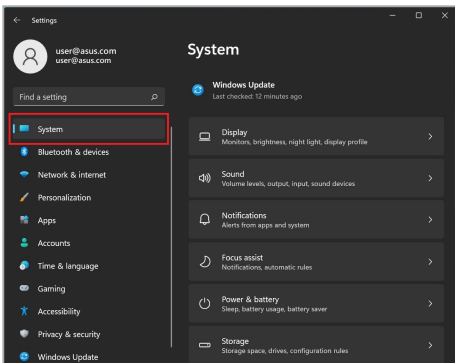 Settings
user@asus.com
user@asus.com
Find a setting
System
Bluetooth & devices
Network & internet
Personalization
Apps
Accounts
Time & language
Gaming
Accessibility
Privacy & security
Windows Update
System
Windows Update
Last checked: 12 minutes ago
Display
Monitors, brightness, night light, display profile
Sound
Volume levels, output, input, sound devices
Notifications
Alerts from apps and system
Focus assist
Notifications, automatic rules
Power & battery
Sleep, battery usage, battery saver
Storage
Storage space, drives, configuration rules